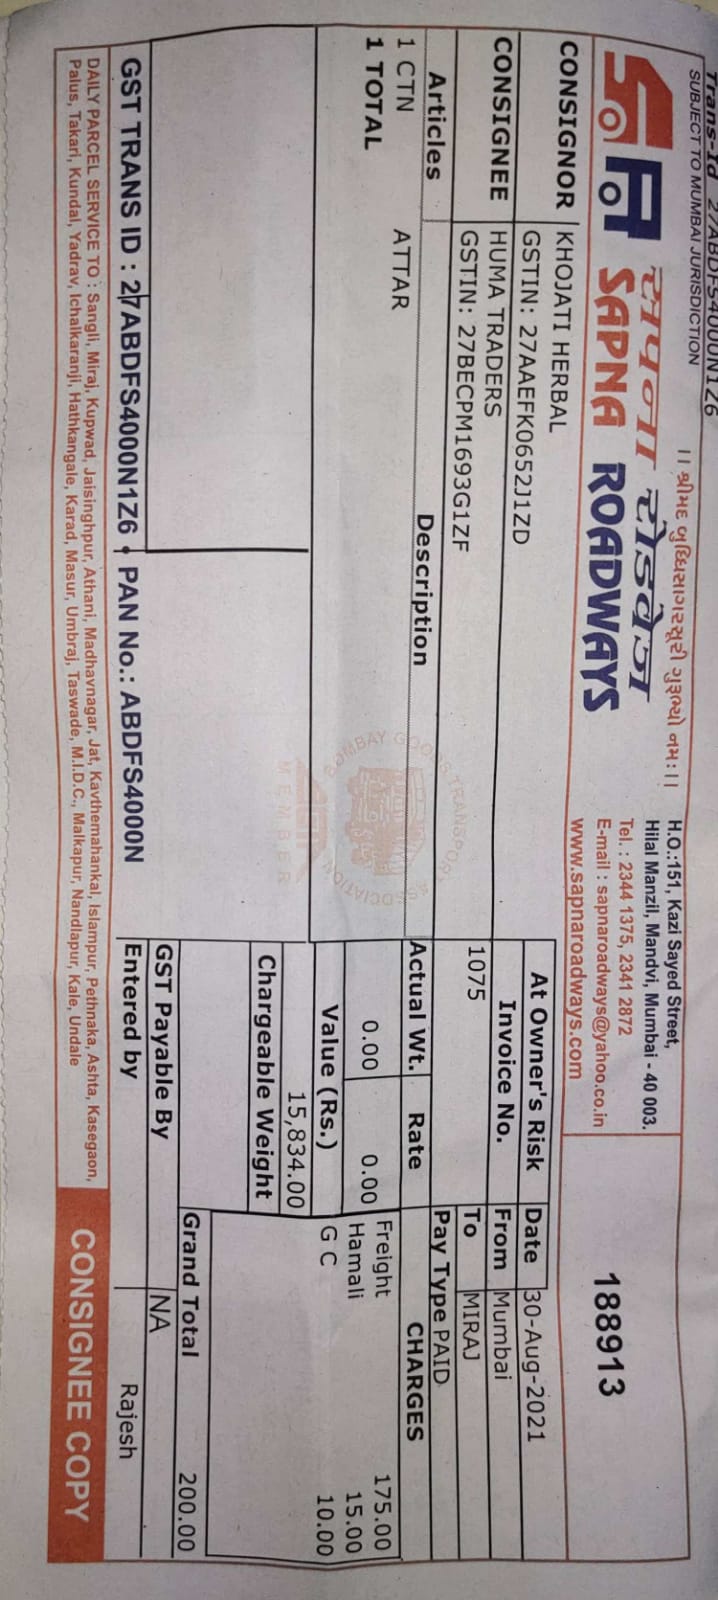 Trans-Id 27ABDFS4000N1Z6
SUBJECT TO MUMBAI JURISDICTION
।। શ્રીમદ બુદ્ધિસાગરસૂરી ગુરૂભ્યો નમઃ ।।
સપના રોડવેઝ
SAPNA ROADWAYS
H.O.:151, Kazi Sayed Street,
Hilal Manzil, Mandvi, Mumbai - 40 003.
Tel. : 2344 1375, 2341 2872
E-mail : sapnaroadways@yahoo.co.in
www.sapnaroadways.com
188913
CONSIGNOR KHOJATI HERBAL
GSTIN: 27AAEFK0652J1ZD
CONSIGNEE HUMA TRADERS
GSTIN: 27BECPM1693G1ZF
At Owner's Risk Date 30-Aug-2021
Invoice No. From Mumbai
1075 To MIRAJ
Pay Type PAID
Articles Description Actual Wt. Rate CHARGES
1 CTN ATTAR 0.00 0.00
1 TOTAL
Freight 175.00
Hamali 15.00
G C 10.00
Value (Rs.)
15,834.00
Chargeable Weight
Grand Total 200.00
BOMBAY GOODS TRANSPORT ASSOCIATION
MEMBER
GST Payable By NA
GST TRANS ID : 27ABDFS4000N1Z6 , PAN No.: ABDFS4000N
Entered by Rajesh
DAILY PARCEL SERVICE TO : Sangli, Miraj, Kupwad, Jaisinghpur, Athani, Madhavnagar, Jat, Kavthemahankal, Islampur, Pethnaka, Ashta, Kasegaon,
Palus, Takari, Kundal, Yadrav, Ichalkaranji, Hathkangale, Karad, Masur, Umbraj, Taswade, M.I.D.C., Malkapur, Nandlapur, Kale, Undale
CONSIGNEE COPY